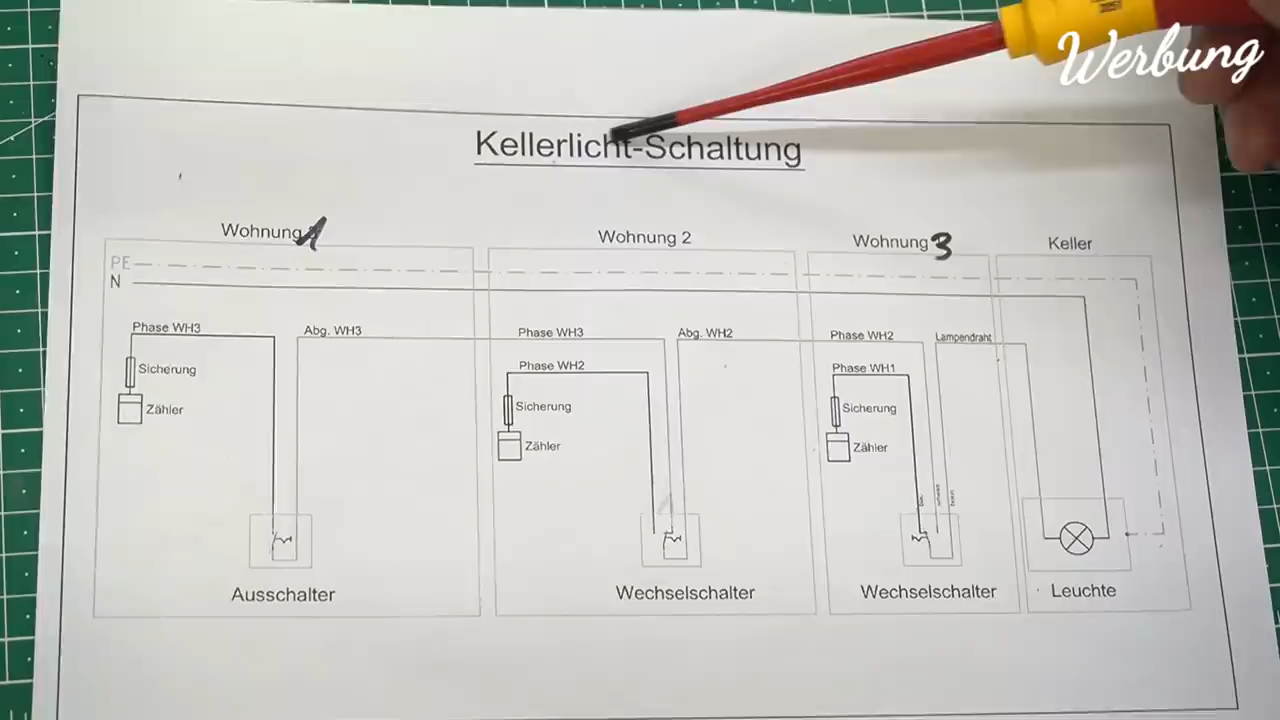 Werbung
Kellerlicht-Schaltung
Wohnung 1
Wohnung 2
Wohnung 3
Keller
PE
N
Phase WH3
Abg. WH3
Phase WH3
Abg. WH2
Phase WH2
Lampendraht
Phase WH2
Phase WH1
Sicherung
Zähler
Sicherung
Zähler
Sicherung
Zähler
Ausschalter
Wechselschalter
Wechselschalter
Leuchte